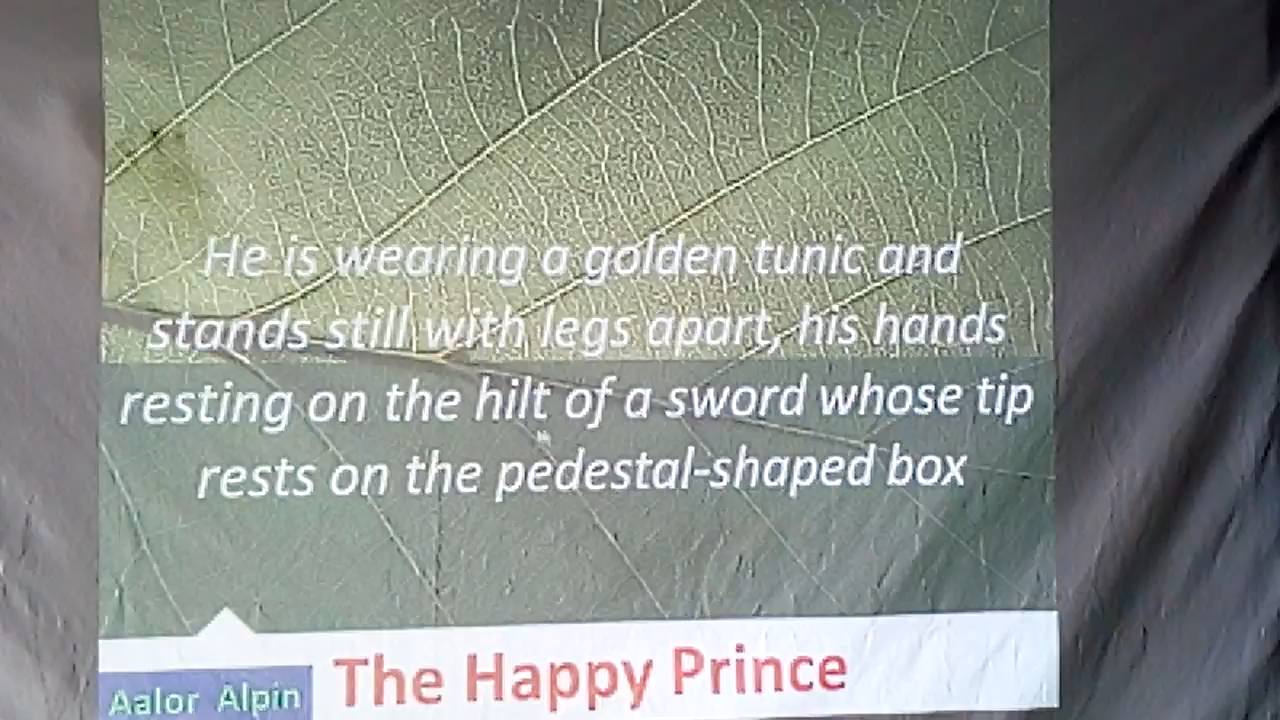 He is wearing a golden tunic and
stands still with legs apart, his hands
resting on the hilt of a sword whose tip
rests on the pedestal-shaped box
The Happy Prince
Aalor Alpin